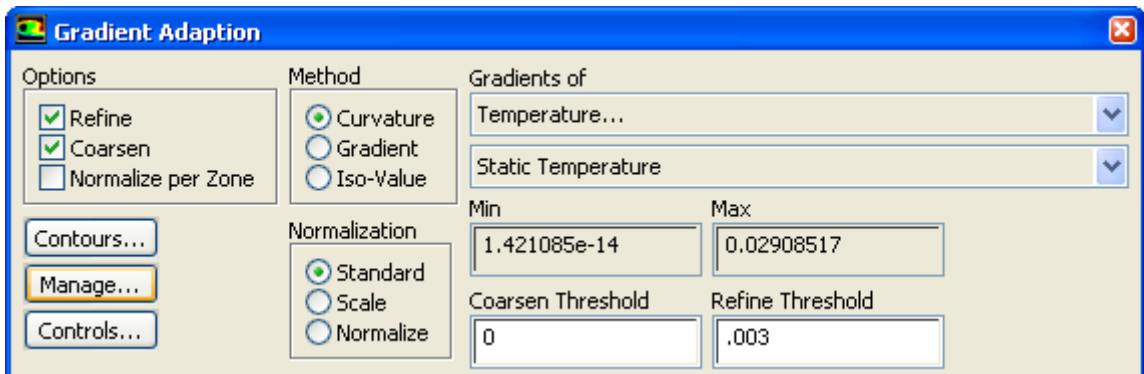 Gradient Adaption
Options
Refine
Coarsen
Normalize per Zone
Contours...
Manage...
Controls...
Method
Curvature
Gradient
Iso-Value
Normalization
Standard
Scale
Normalize
Gradients of
Temperature...
Static Temperature
Min Max
1.421085e-14 0.02908517
Coarsen Threshold Refine Threshold
0 .003